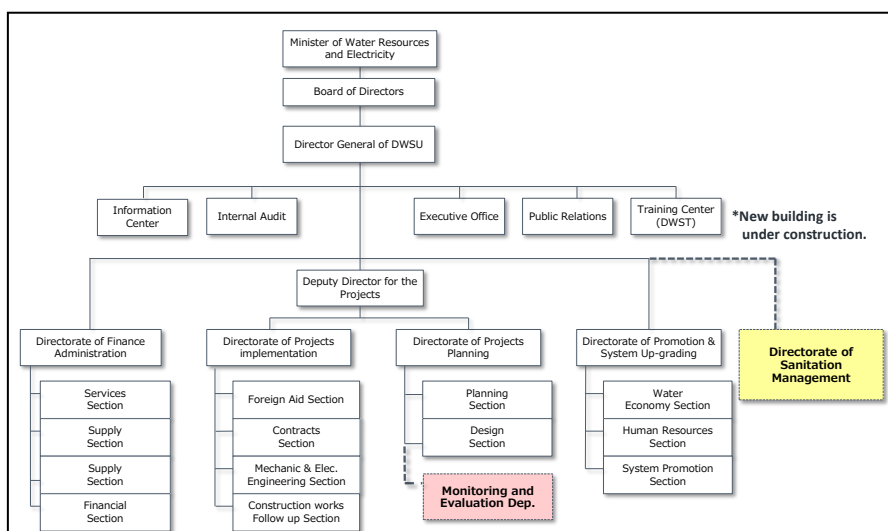 Minister of Water Resources
and Electricity
Board of Directors
Director General of DWSU
Information
Center
Internal Audit
Executive Office
Public Relations
Training Center
(DWST)
*New building is
under construction.
Deputy Director for the
Projects
Directorate of Finance
Administration
Directorate of Projects
implementation
Directorate of Projects
Planning
Directorate of Promotion &
System Up-grading
Directorate of
Sanitation
Management
Services
Section
Supply
Section
Supply
Section
Financial
Section
Foreign Aid Section
Contracts
Section
Mechanic & Elec.
Engineering Section
Construction works
Follow up Section
Planning
Section
Design
Section
Monitoring and
Evaluation Dep.
Water
Economy Section
Human Resources
Section
System Promotion
Section